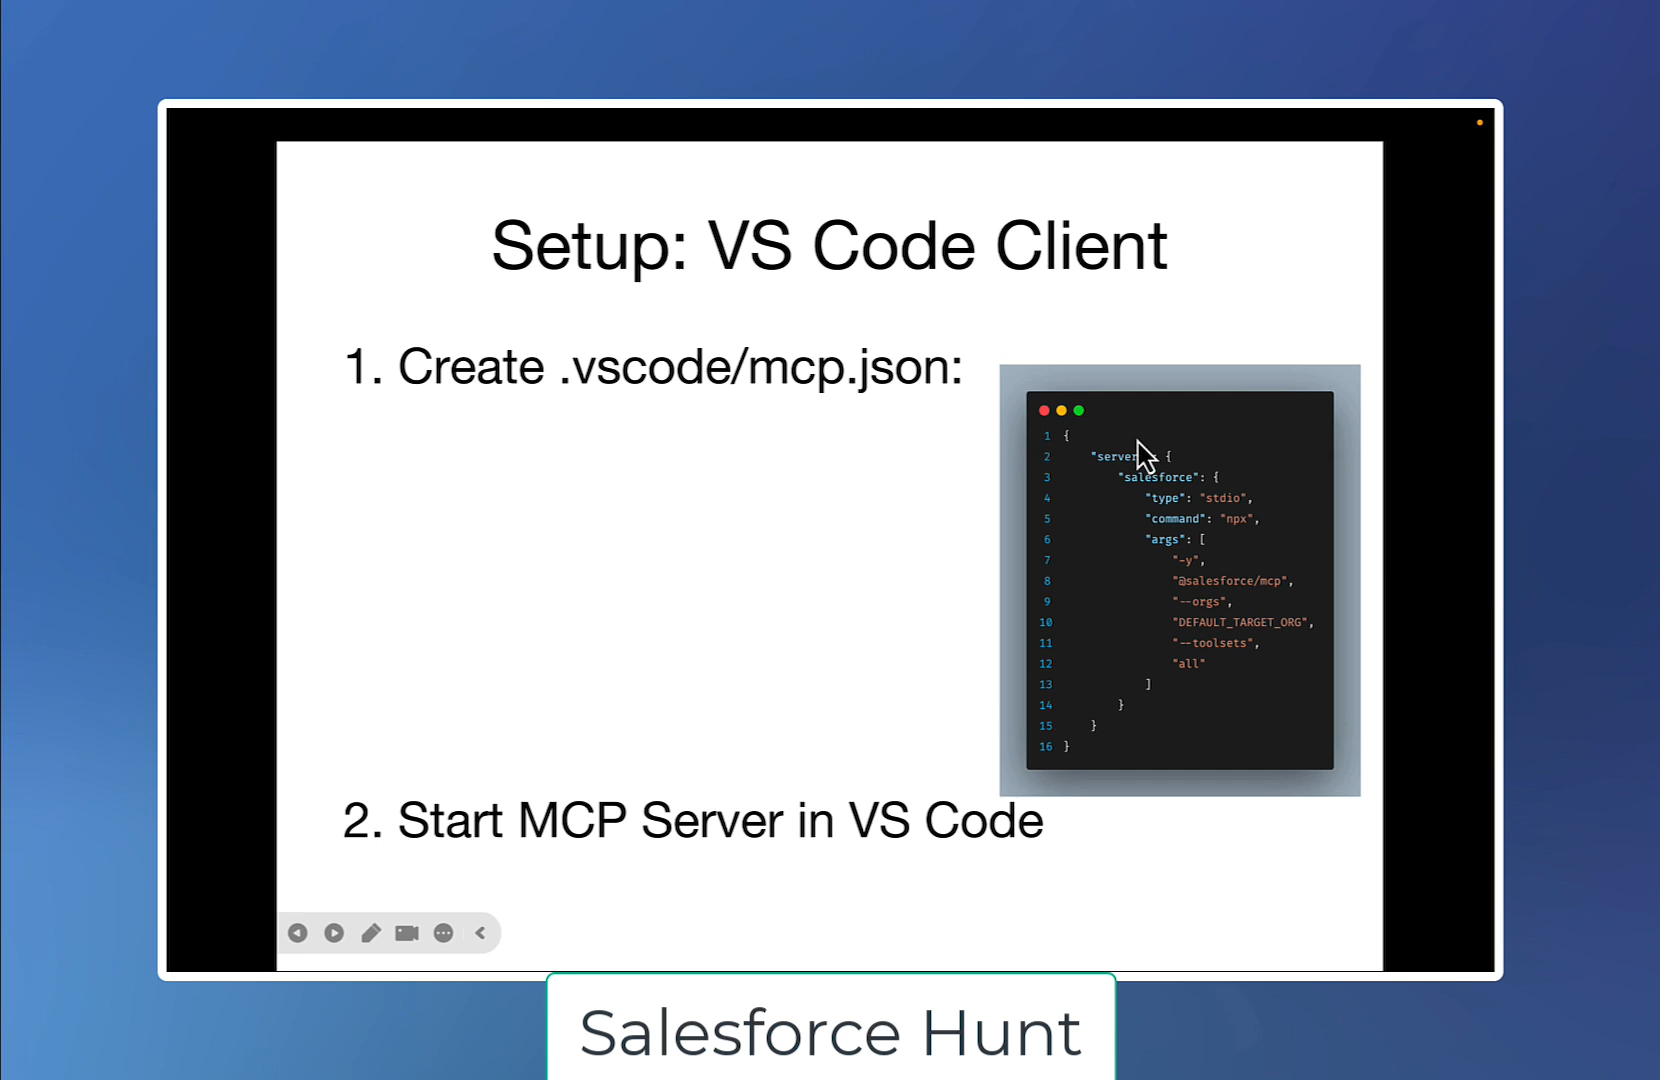 Setup: VS Code Client
1. Create .vscode/mcp.json:
1 {
2 "server : {
3 "salesforce": {
4 "type": "stdio",
5 "command": "npx",
6 "args": [
7 "-y",
8 "@salesforce/mcp",
9 "--orgs",
10 "DEFAULT_TARGET_ORG",
11 "--toolsets",
12 "all"
13 ]
14 }
15 }
16 }
2. Start MCP Server in VS Code
Salesforce Hunt